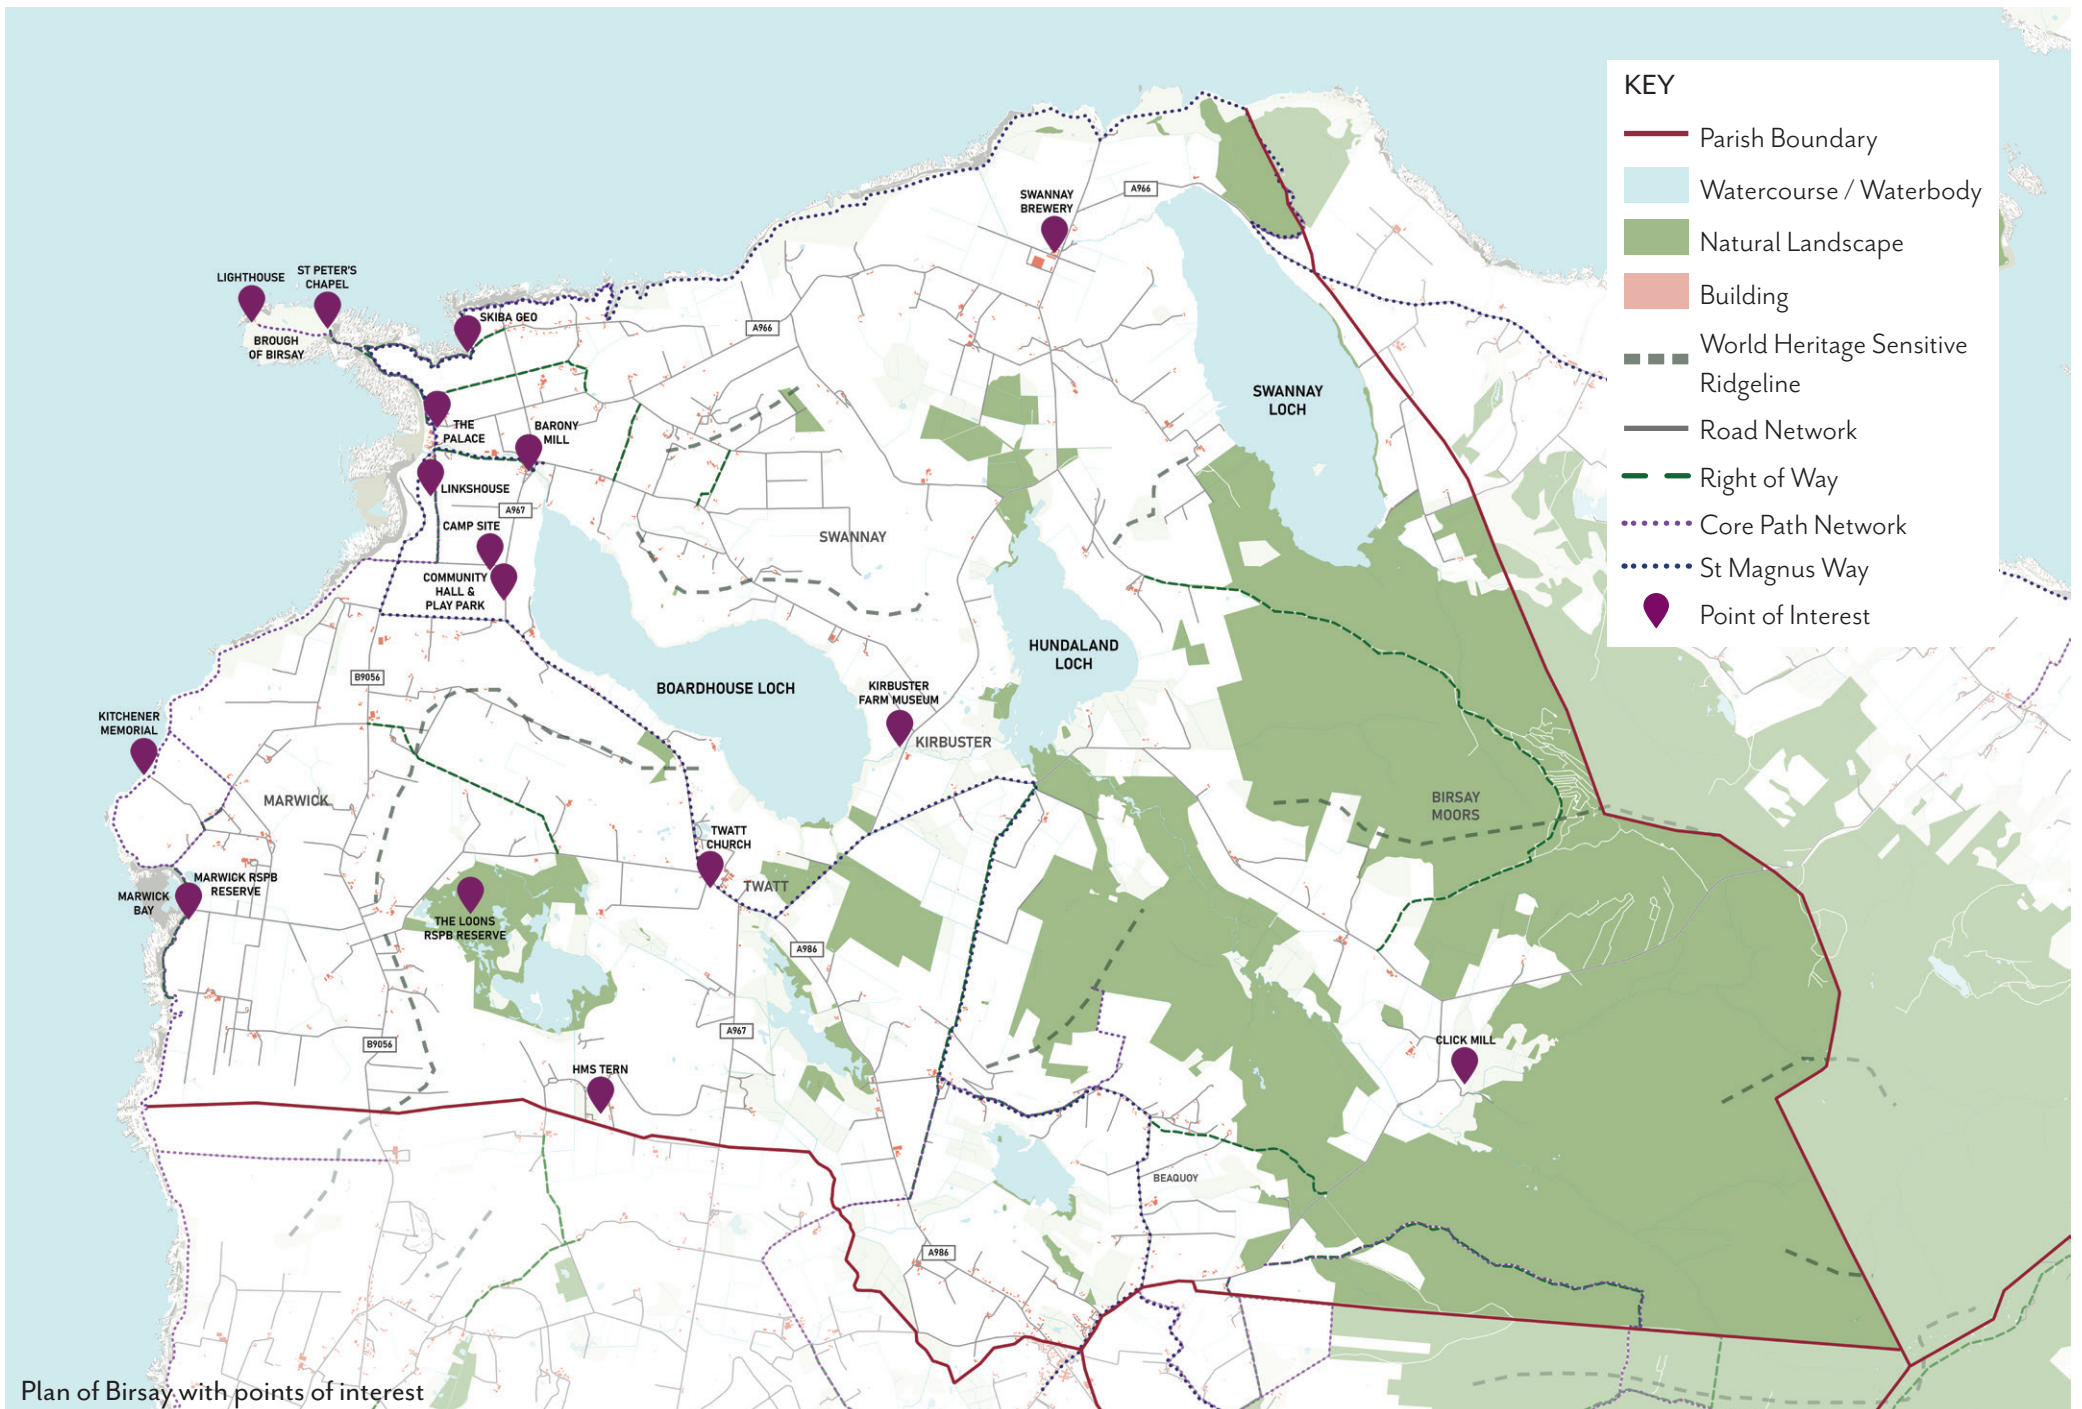 KEY
Parish Boundary
Watercourse / Waterbody
Natural Landscape
Building
World Heritage Sensitive
Ridgeline
Road Network
Right of Way
Core Path Network
St Magnus Way
Point of Interest
A966
SWANNAY
BREWERY
LIGHTHOUSE
ST PETER'S
CHAPEL
SKIBA GEO
A966
BROUGH
OF BIRSAY
SWANNAY
LOCH
THE
PALACE
BARONY
MILL
LINKSHOUSE
A967
CAMP SITE
SWANNAY
COMMUNITY
HALL &
PLAY PARK
HUNDALAND
LOCH
B9056
BOARDHOUSE LOCH
KIRBUSTER
FARM MUSEUM
KITCHENER
MEMORIAL
KIRBUSTER
MARWICK
BIRSAY
MOORS
TWATT
CHURCH
MARWICK RSPB
RESERVE
TWATT
MARWICK
BAY
THE LOONS
RSPB RESERVE
A986
A967
B9056
CLICK MILL
HMS TERN
BEAQUOY
A986
Plan of Birsay with points of interest